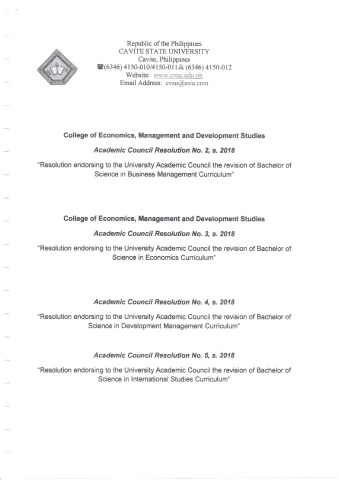 Republic of the Philippines
CAVITE STATE UNIVERSITY
Cavite, Philippines
☎(6346) 4150-010/4150-011 (6346) 4150-012
Website: www.cvsu.edu.ph
Email Address: cvsu@asia.com
College of Economics, Management and Development Studies
Academic Council Resolution No. 2, s. 2018
"Resolution endorsing to the University Academic Council the revision of Bachelor of
Science in Business Management Curriculum"
College of Economics, Management and Development Studies
Academic Council Resolution No. 3, s. 2018
"Resolution endorsing to the University Academic Council the revision of Bachelor of
Science in Economics Curriculum"
Academic Council Resolution No. 4, s. 2018
"Resolution endorsing to the University Academic Council the revision of Bachelor of
Science in Development Management Curriculum"
Academic Council Resolution No. 5, s. 2018
"Resolution endorsing to the University Academic Council the revision of Bachelor of
Science in International Studies Curriculum"